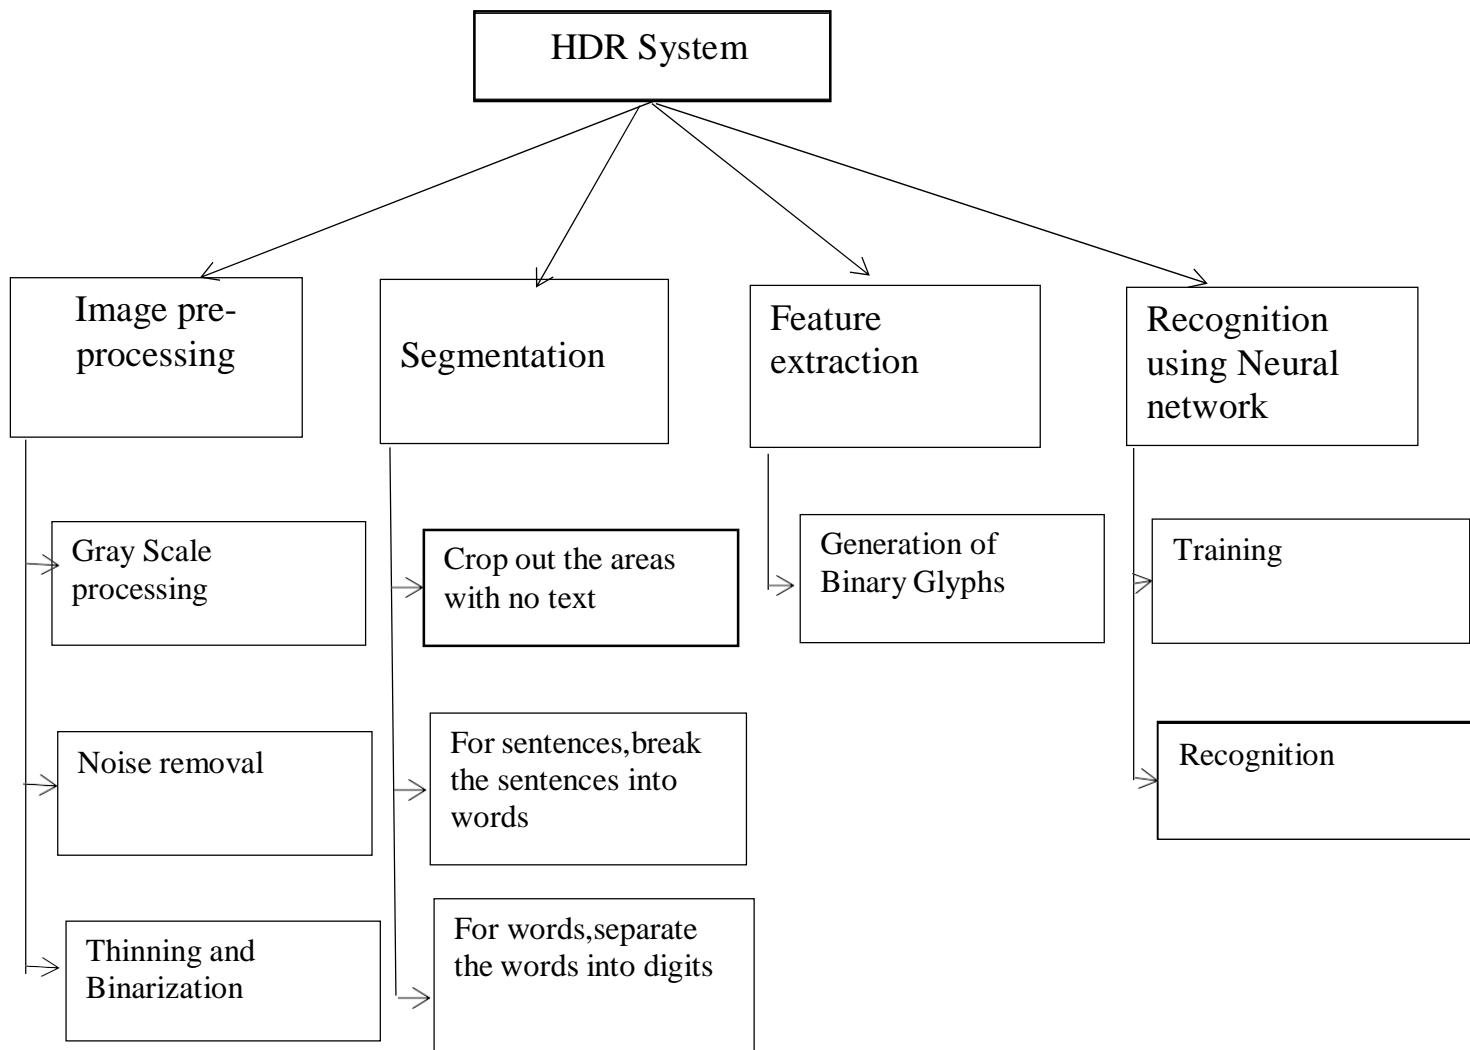 HDR System
Image pre-
processing
Segmentation
Feature
extraction
Recognition
using Neural
network
Gray Scale
processing
Crop out the areas
with no text
Generation of
Binary Glyphs
Training
Noise removal
For sentences,break
the sentences into
words
Recognition
Thinning and
Binarization
For words,separate
the words into digits